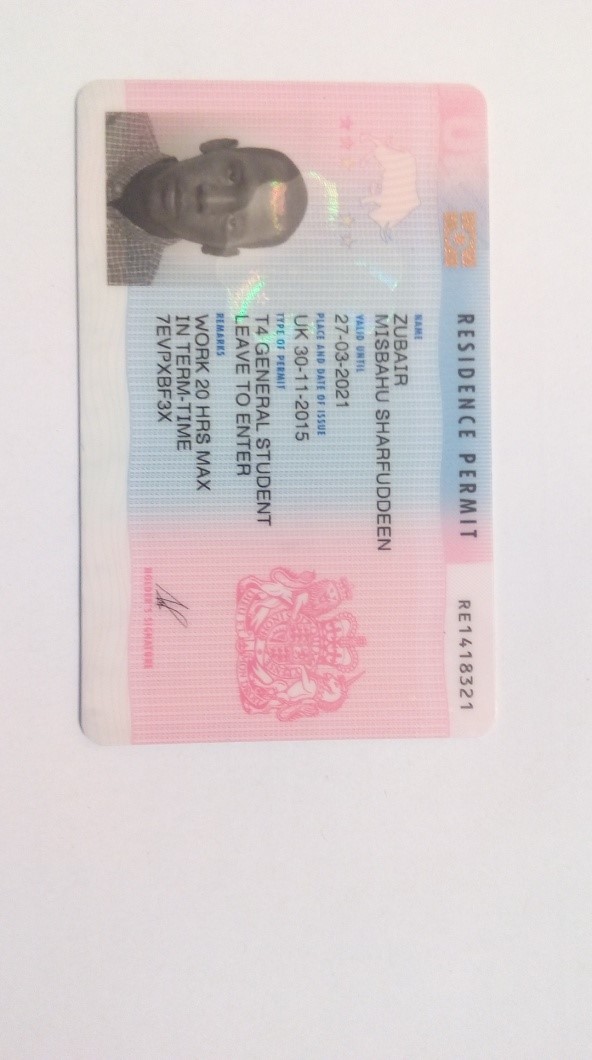 RESIDENCE PERMIT
RE1418321
NAME
ZUBAIR
MISBAHU SHARFUDDEEN
VALID UNTIL
27-03-2021
PLACE AND DATE OF ISSUE
UK 30-11-2015
TYPE OF PERMIT
T4 GENERAL STUDENT
LEAVE TO ENTER
REMARKS
WORK 20 HRS MAX
IN TERM-TIME
7EVPXBF3X
HOLDER'S SIGNATURE